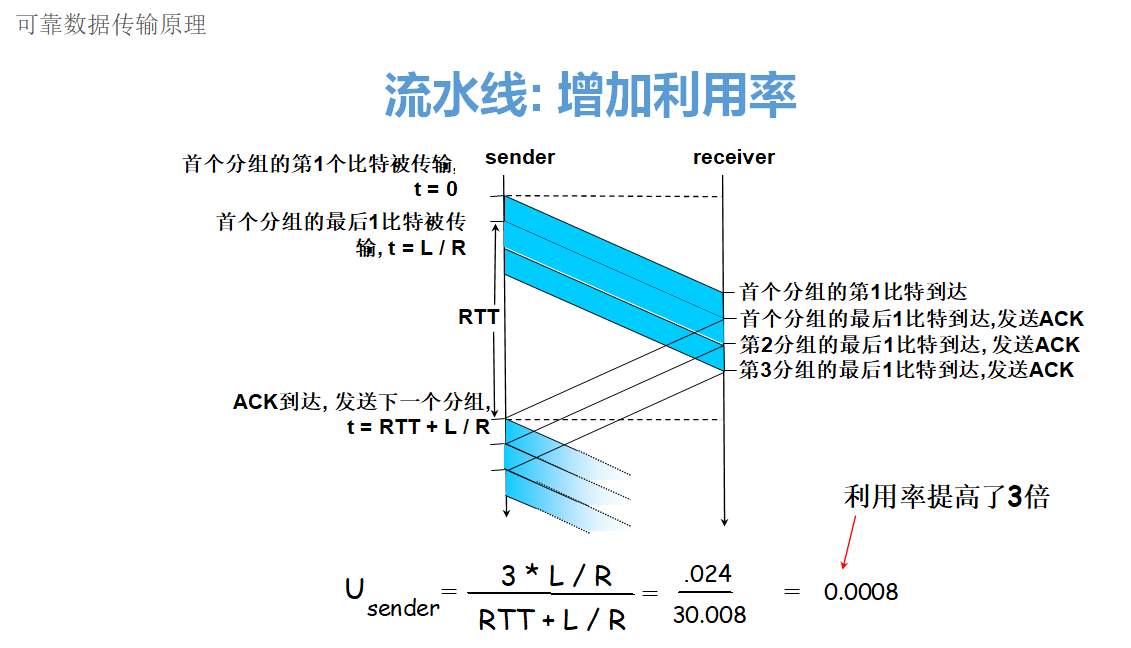 可靠数据传输原理
流水线: 增加利用率
sender
receiver
首个分组的第1个比特被传输,
t = 0
首个分组的最后1比特被传
输, t = L / R
RTT
首个分组的第1比特到达
首个分组的最后1比特到达,发送ACK
第2分组的最后1比特到达, 发送ACK
第3分组的最后1比特到达,发送ACK
ACK到达, 发送下一个分组,
t = RTT + L / R
利用率提高了3倍
U sender = 3 * L / R / RTT + L / R = .024 / 30.008 = 0.0008